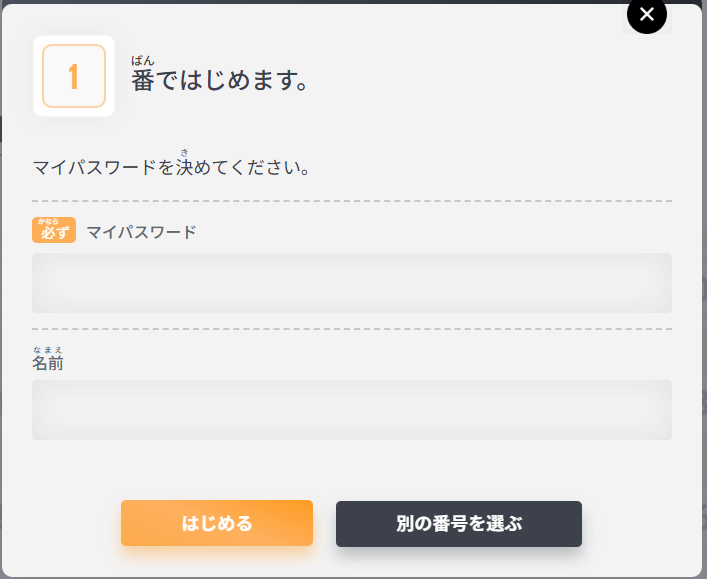 1
ばん
番ではじめます。
き
マイパスワードを決めてください。
かなら
必ず マイパスワード
なまえ
名前
はじめる 別の番号を選ぶ